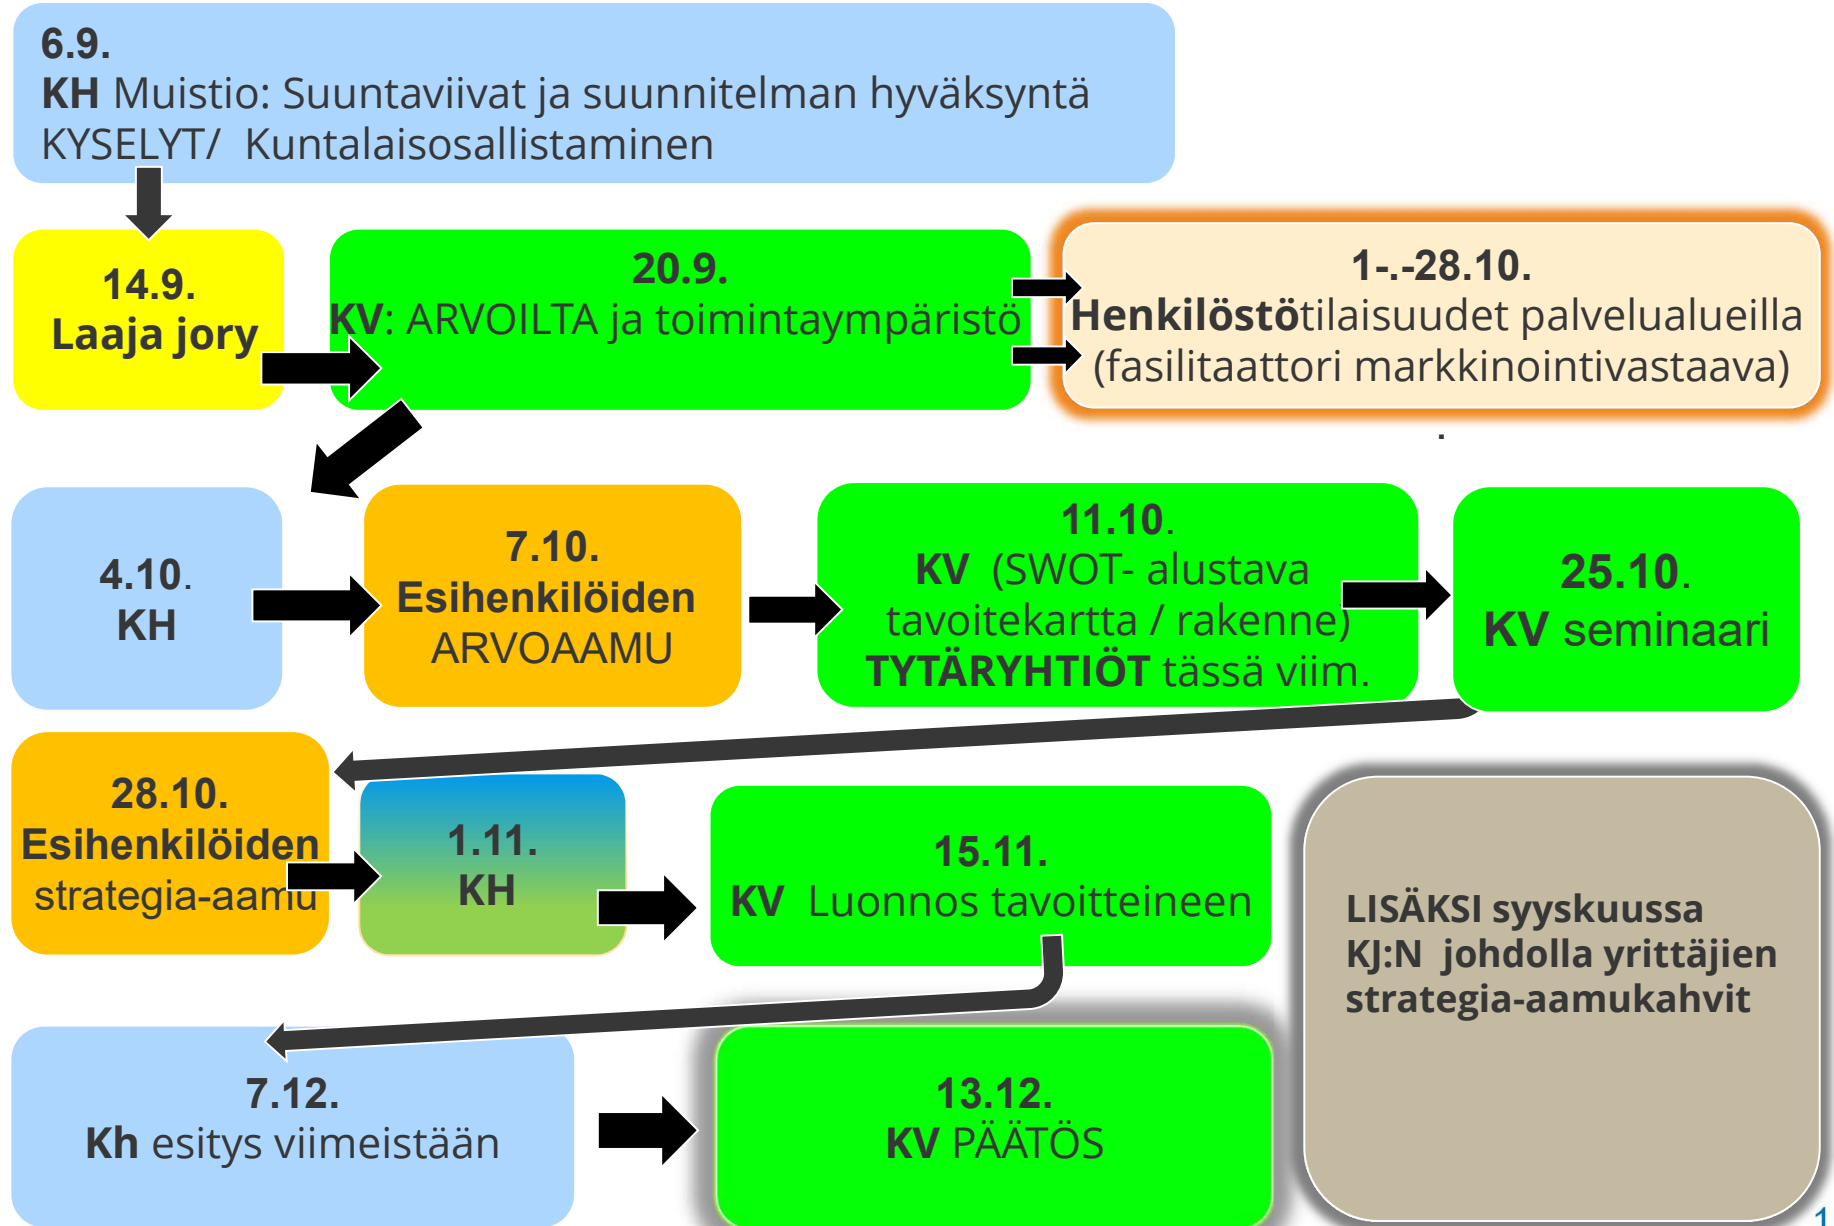 6.9.
KH Muistio: Suuntaviivat ja suunnitelman hyväksyntä
KYSELYT/ Kuntalaisosallistaminen
14.9.
Laaja jory
20.9.
KV: ARVOILTA ja toimintaympäristö
1-.-28.10.
Henkilöstötilaisuudet palvelualueilla
(fasilitaattori markkinointivastaava)
.
4.10.
KH
7.10.
Esihenkilöiden
ARVOAAMU
11.10.
KV (SWOT- alustava
tavoitekartta / rakenne)
TYTÄRYHTIÖT tässä viim.
25.10.
KV seminaari
28.10.
Esihenkilöiden
strategia-aamu
1.11.
KH
15.11.
KV Luonnos tavoitteineen
LISÄKSI syyskuussa
KJ:N johdolla yrittäjien
strategia-aamukahvit
7.12.
Kh esitys viimeistään
13.12.
KV PÄÄTÖS
1